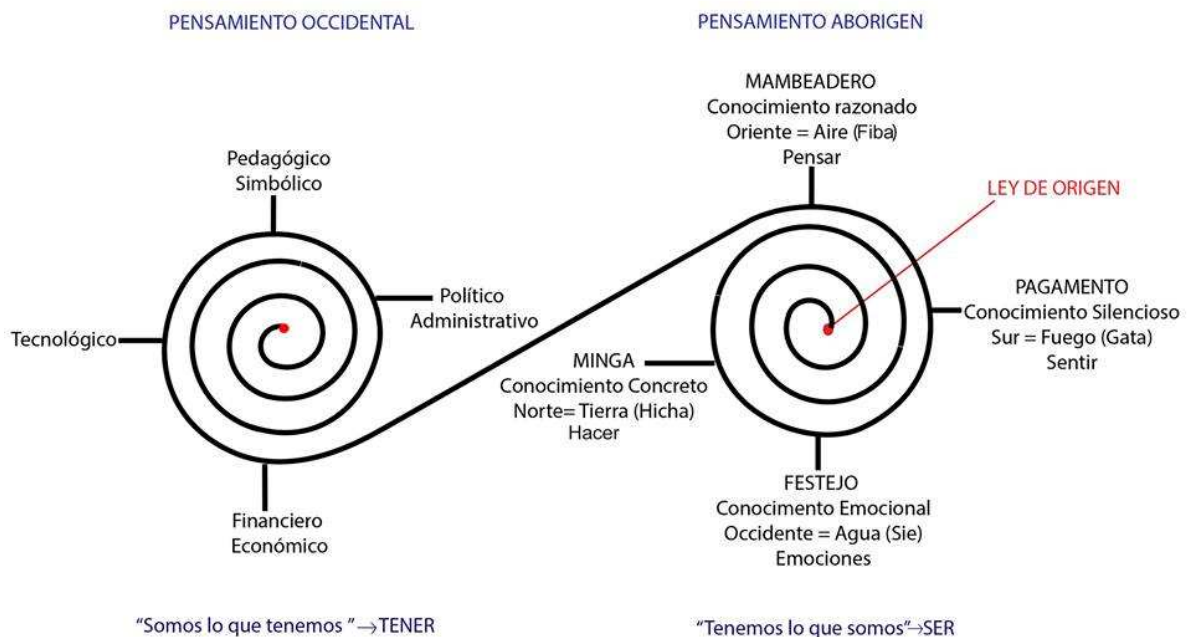 PENSAMIENTO OCCIDENTAL
Pedagógico
Simbólico
Político
Administrativo
Tecnológico
Financiero
Económico
"Somos lo que tenemos "→TENER
PENSAMIENTO ABORIGEN
MAMBEADERO
Conocimiento razonado
Oriente = Aire (Fiba)
Pensar
LEY DE ORIGEN
PAGAMENTO
Conocimiento Silencioso
Sur = Fuego (Gata)
Sentir
MINGA
Conocimiento Concreto
Norte= Tierra (Hicha)
Hacer
FESTEJO
Conocimento Emocional
Occidente = Agua (Sie)
Emociones
"Tenemos lo que somos"→SER